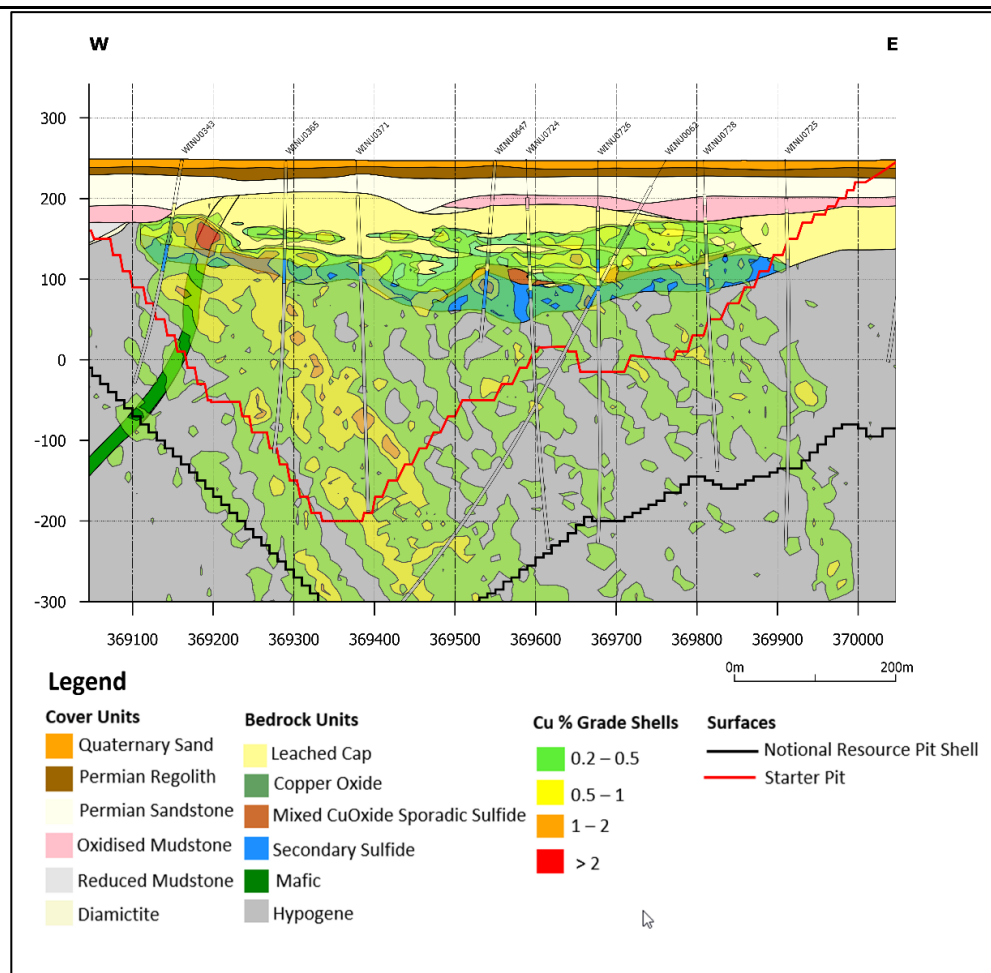 W E
WINU0343 WINU0365 WINU0371 WINU0647 WINU0724 WINU0726 WINU0062 WINU0728 WINU0725
300
200
100
0
-100
-200
-300
369100 369200 369300 369400 369500 369600 369700 369800 369900 370000
0m 200m
Legend
Cover Units
Quaternary Sand
Permian Regolith
Permian Sandstone
Oxidised Mudstone
Reduced Mudstone
Diamictite
Bedrock Units
Leached Cap
Copper Oxide
Mixed CuOxide Sporadic Sulfide
Secondary Sulfide
Mafic
Hypogene
Cu % Grade Shells
0.2 – 0.5
0.5 – 1
1 – 2
> 2
Surfaces
Notional Resource Pit Shell
Starter Pit